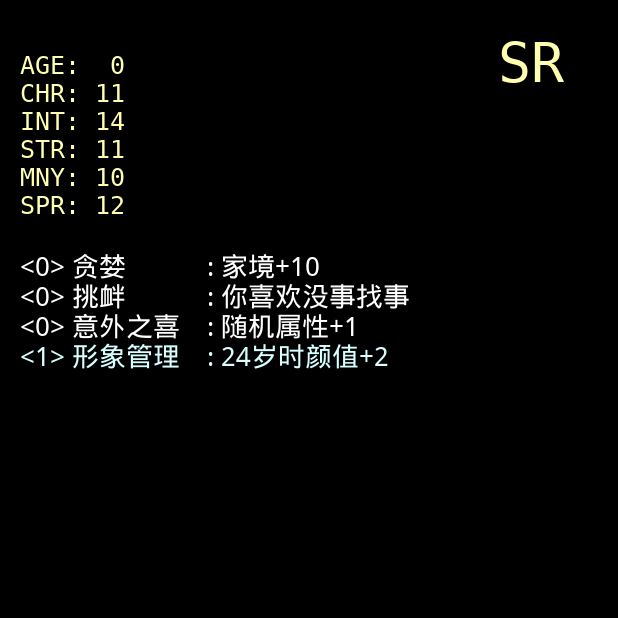 SR
AGE:  0
CHR: 11
INT: 14
STR: 11
MNY: 10
SPR: 12
<0> 贪婪 : 家境+10
<0> 挑衅 : 你喜欢没事找事
<0> 意外之喜 : 随机属性+1
<1> 形象管理 : 24岁时颜值+2